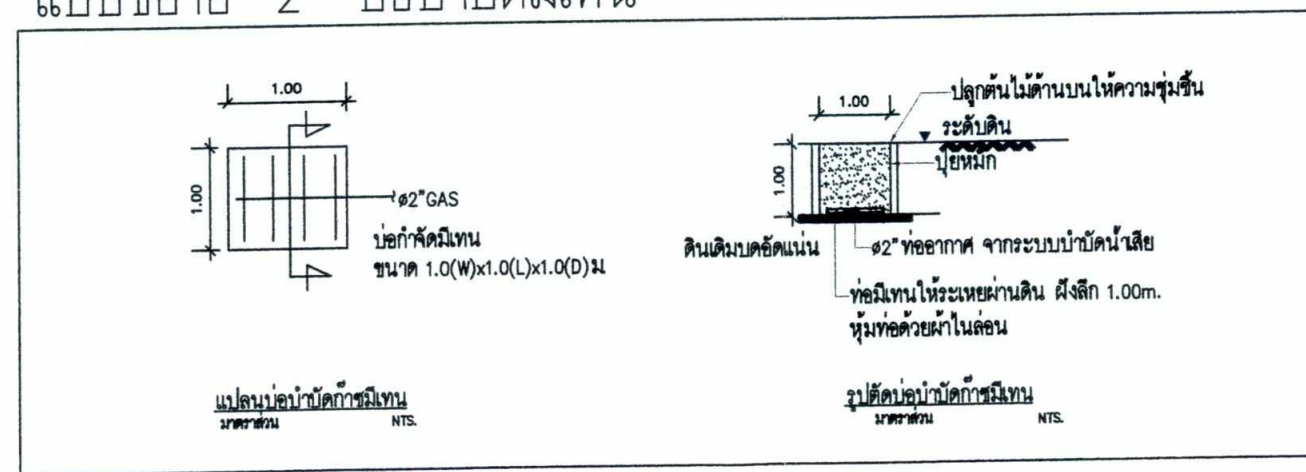 แบบขยาย 2
1.00
1.00
ø2"GAS
บ่อกำจัดมีเทน
ขนาด 1.0(W)x1.0(L)x1.0(D)ม
แปลนบ่อบำบัดก๊าซมีเทน
มาตราส่วน NTS.
1.00
1.00
ปลูกต้นไม้ด้านบนให้ความชุ่มชื้น
ระดับดิน
ปุ๋ยหมัก
ดินเดิมบดอัดแน่น
ø2" ท่ออากาศ จากระบบบำบัดน้ำเสีย
ท่อมีเทนให้ระเหยผ่านดิน ฝังลึก 1.00m.
หุ้มท่อด้วยผ้าไนล่อน
รูปตัดบ่อบำบัดก๊าซมีเทน
มาตราส่วน NTS.